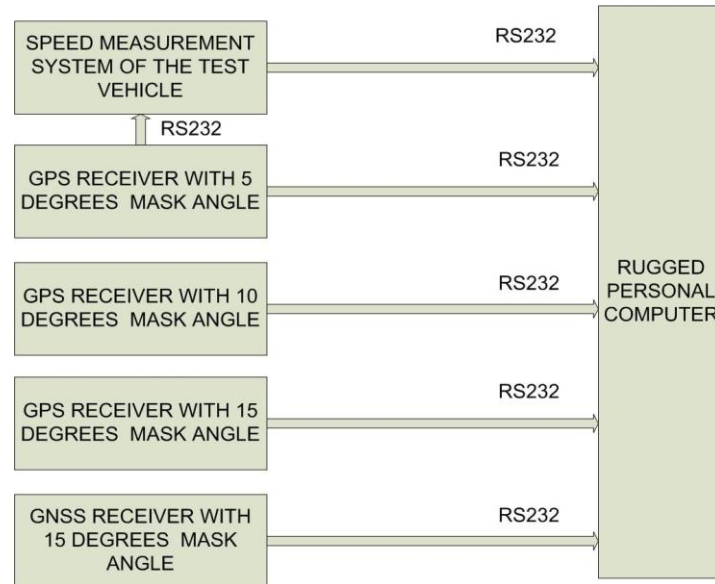 SPEED MEASUREMENT
SYSTEM OF THE TEST
VEHICLE
RS232
RS232
GPS RECEIVER WITH 5
DEGREES MASK ANGLE
RS232
GPS RECEIVER WITH 10
DEGREES MASK ANGLE
RS232
GPS RECEIVER WITH 15
DEGREES MASK ANGLE
RS232
GNSS RECEIVER WITH
15 DEGREES MASK
ANGLE
RS232
RUGGED
PERSONAL
COMPUTER